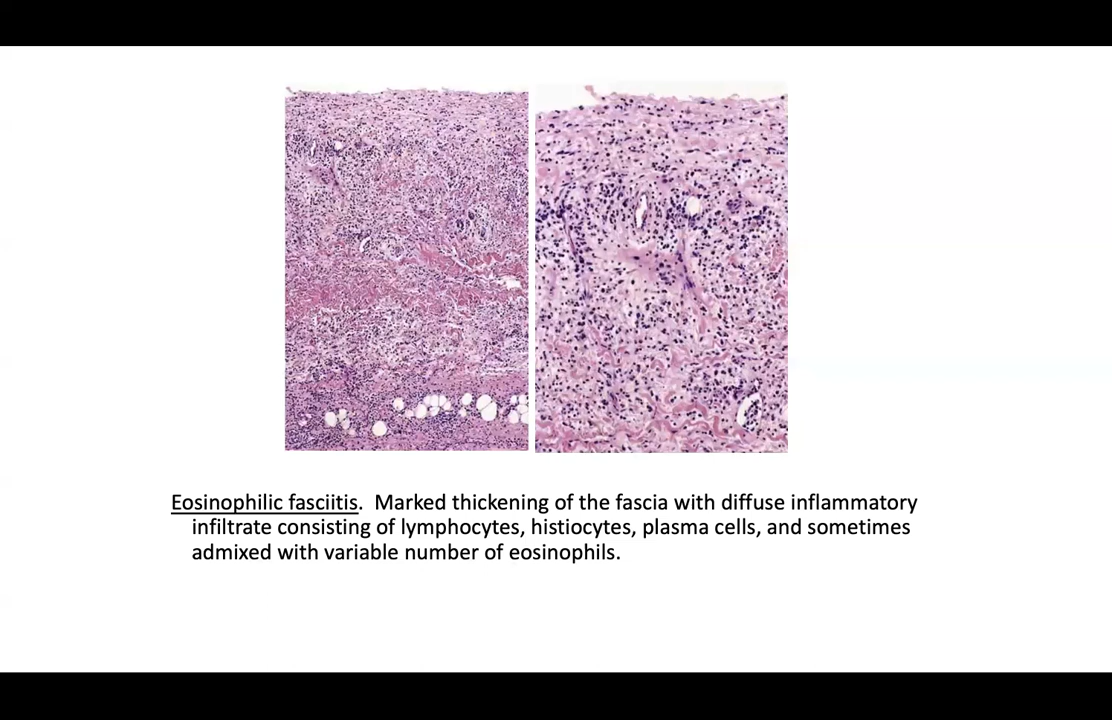 Eosinophilic fasciitis.  Marked thickening of the fascia with diffuse inflammatory
infiltrate consisting of lymphocytes, histiocytes, plasma cells, and sometimes
admixed with variable number of eosinophils.